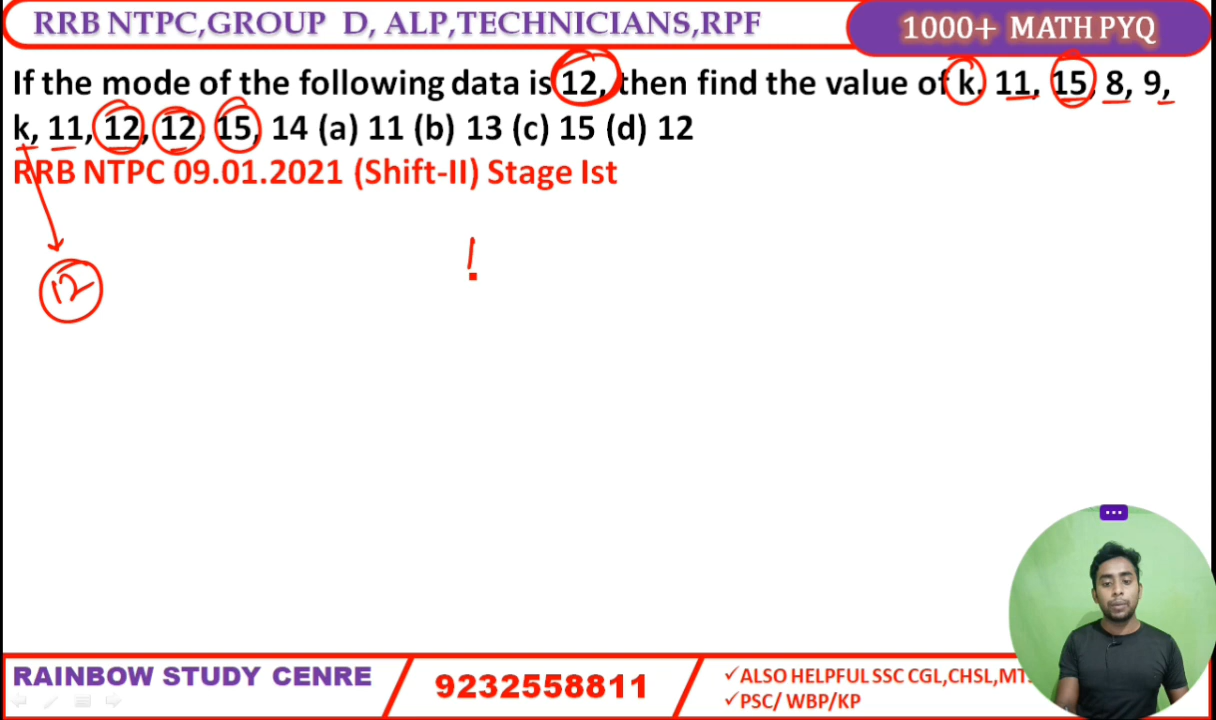 RRB NTPC,GROUP D, ALP,TECHNICIANS,RPF
1000+ MATH PYQ
If the mode of the following data is 12, then find the value of k. 11, 15, 8, 9,
k, 11, 12, 12, 15, 14 (a) 11 (b) 13 (c) 15 (d) 12
RRB NTPC 09.01.2021 (Shift-II) Stage Ist
!
12
RAINBOW STUDY CENRE
9232558811
✓ALSO HELPFUL SSC CGL,CHSL,MT
✓PSC/ WBP/KP